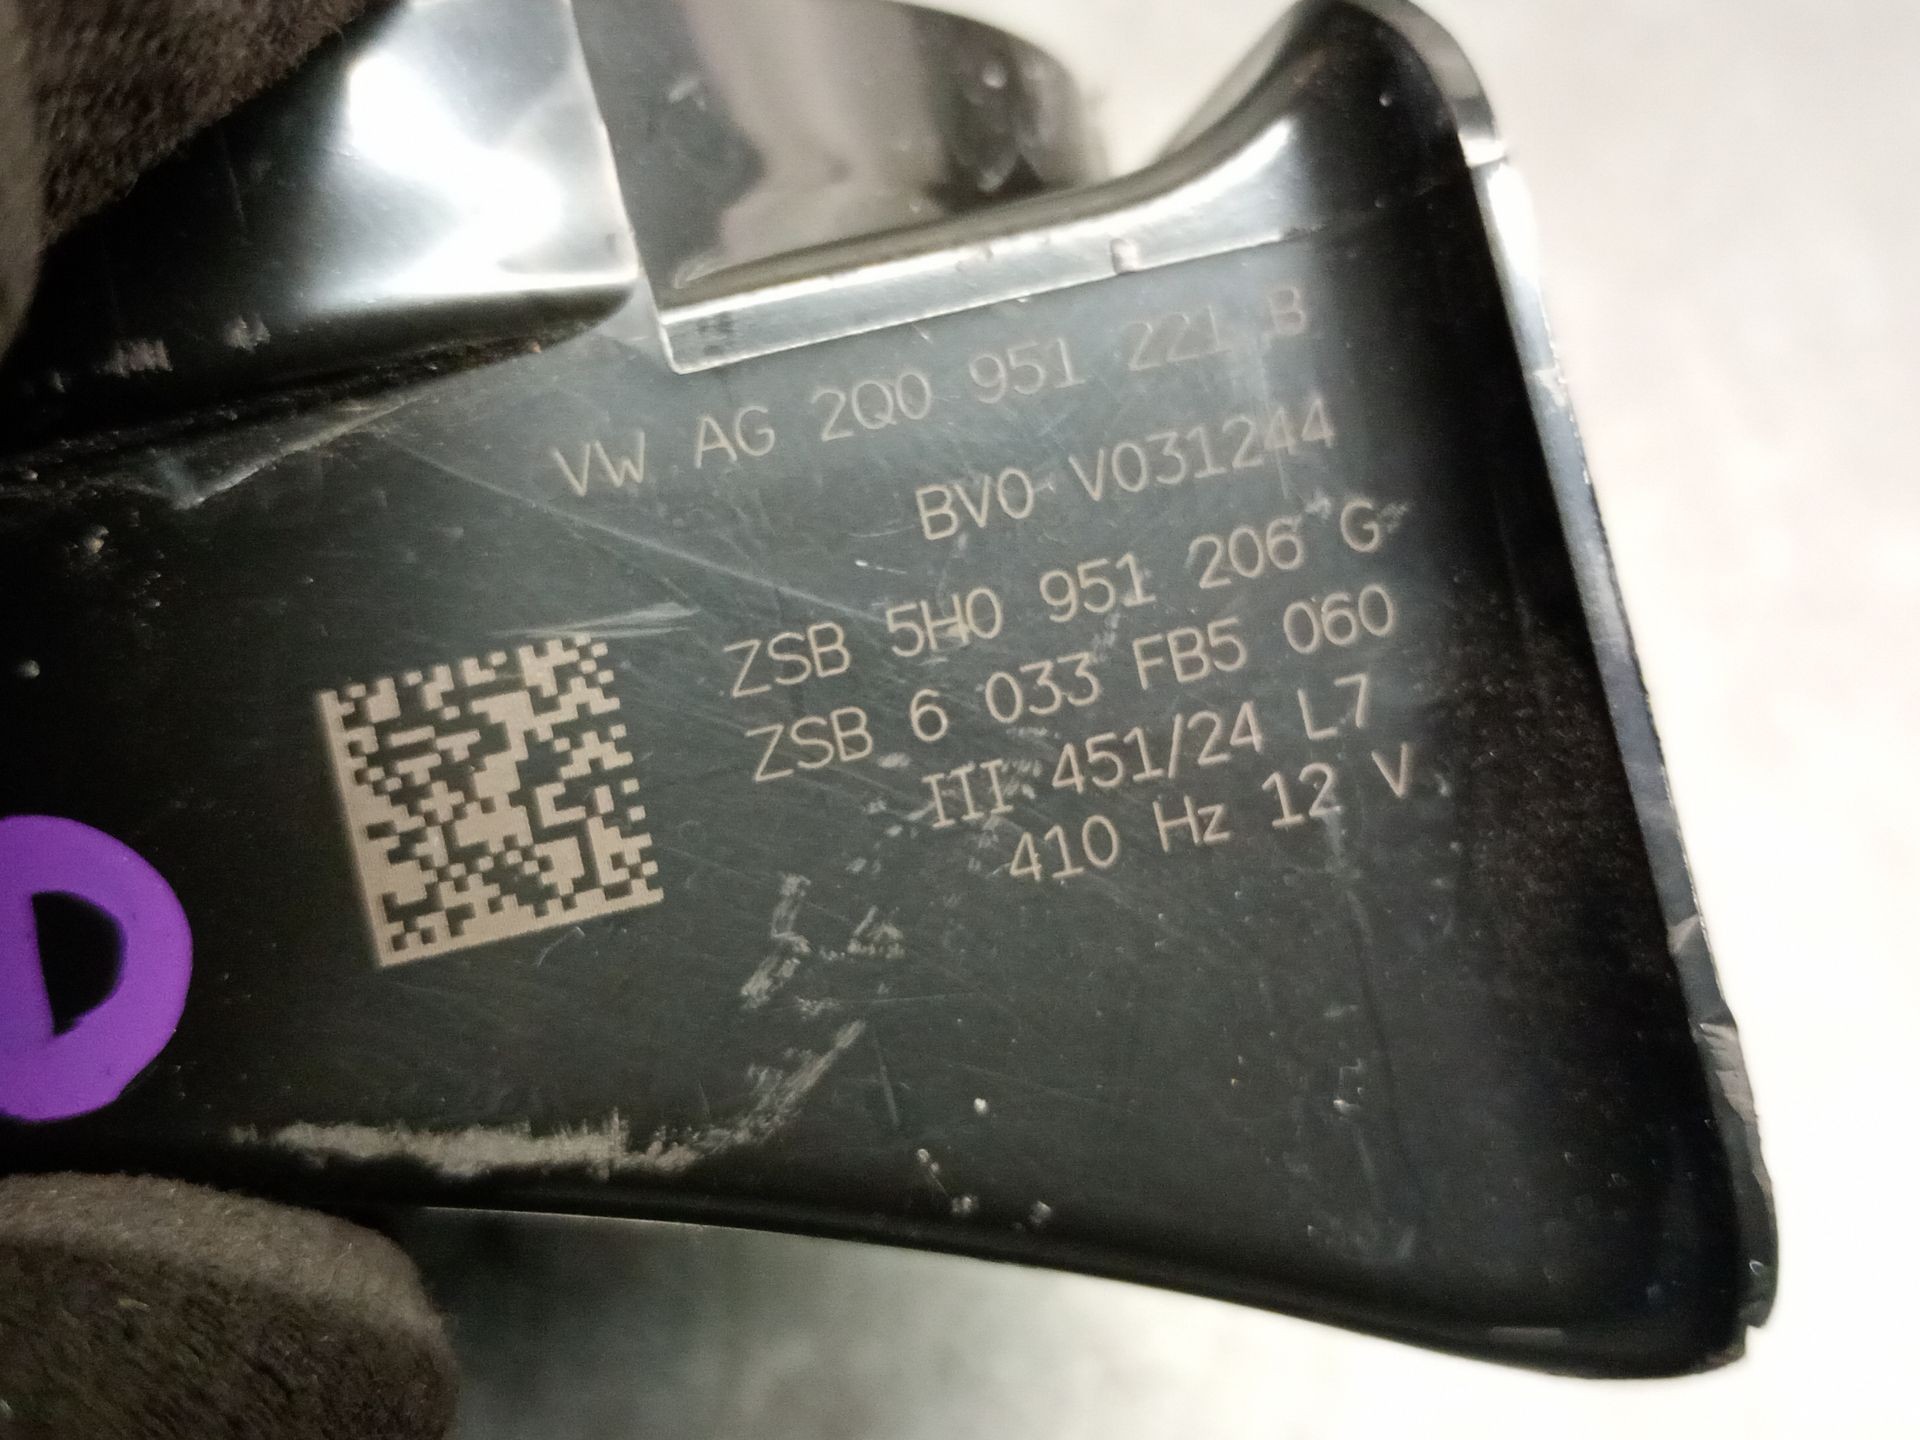 VW AG 2Q0 951 221 B
BV0 V031244
ZSB 5H0 951 206 G
ZSB 6 033 FB5 060
III 451/24 L7
410 Hz 12 V